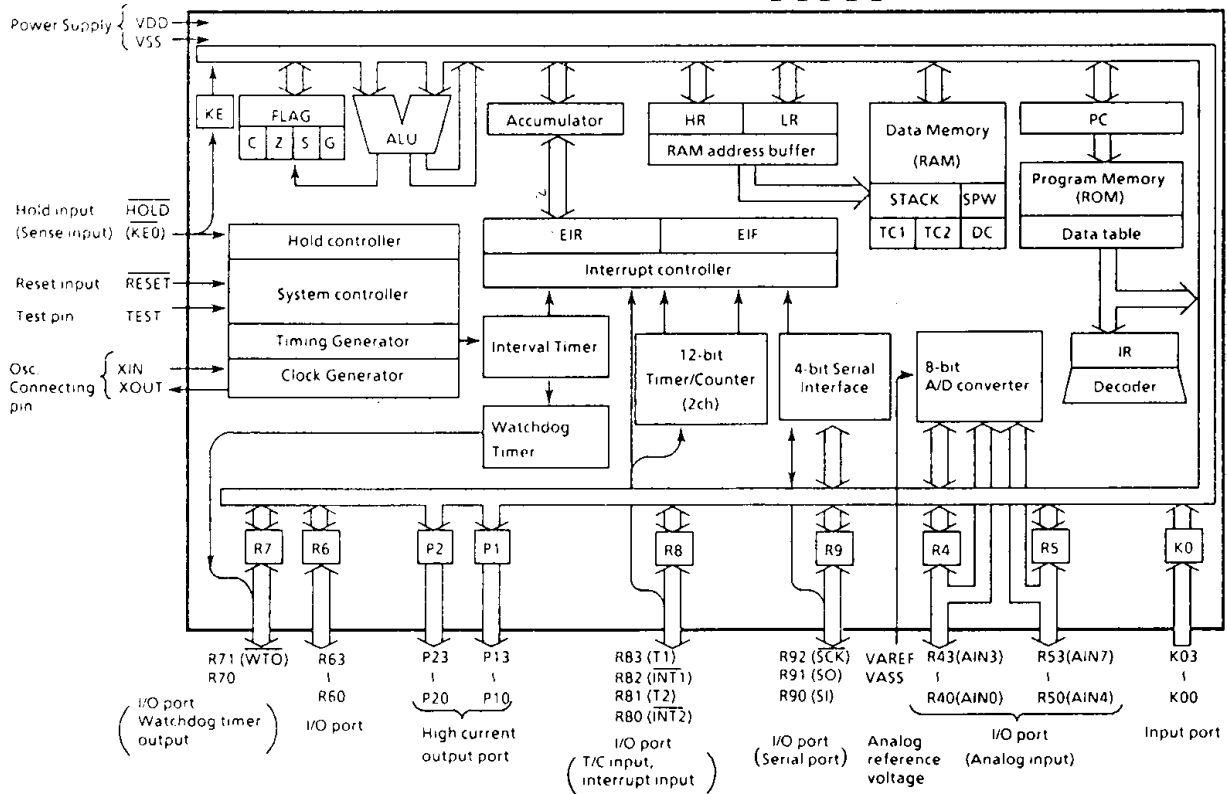 Power Supply
VDD
VSS
KE
FLAG
C Z S G
ALU
Accumulator
HR LR
RAM address buffer
Data Memory
(RAM)
STACK SPW
TC1 TC2 DC
PC
Program Memory
(ROM)
Data table
Hold input HOLD
(Sense input) (KE0)
Hold controller
EIR EIF
Interrupt controller
Reset input RESET
System controller
Test pin TEST
Timing Generator
Interval Timer
12-bit
Timer/Counter
(2ch)
4-bit Serial
Interface
8-bit
A/D converter
IR
Decoder
Osc.
Connecting
pin
XIN
XOUT
Clock Generator
Watchdog
Timer
R7 R6 P2 P1 R8 R9 R4 R5 K0
R71 (WTO) R63 P23 P13 R83 (T1) R92 (SCK) VAREF R43(AIN3) R53(AIN7) K03
R70 ~ ~ ~ R82 (INT1) R91 (SO) VASS ~ ~ ~
R60 P20 P10 R81 (T2) R90 (SI) R40(AIN0) R50(AIN4) K00
R80 (INT2)
(I/O port
Watchdog timer
output)
I/O port
High current
output port
I/O port
(T/C input,
interrupt input)
I/O port
(Serial port)
Analog
reference
voltage
I/O port
(Analog input)
Input port